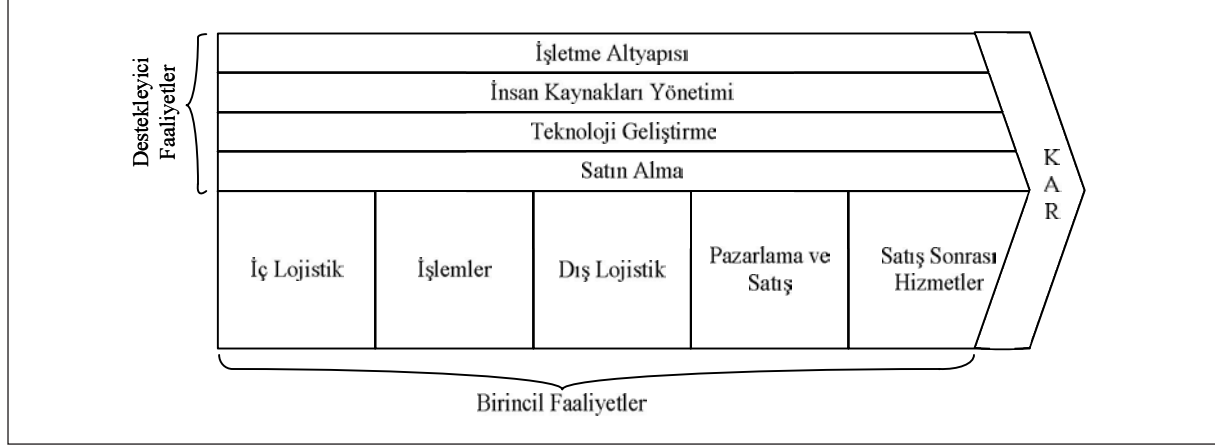 Destekleyici
Faaliyetler
İşletme Altyapısı
İnsan Kaynakları Yönetimi
Teknoloji Geliştirme
Satın Alma
K
A
R
İç Lojistik
İşlemler
Dış Lojistik
Pazarlama ve
Satış
Satış Sonrası
Hizmetler
Birincil Faaliyetler